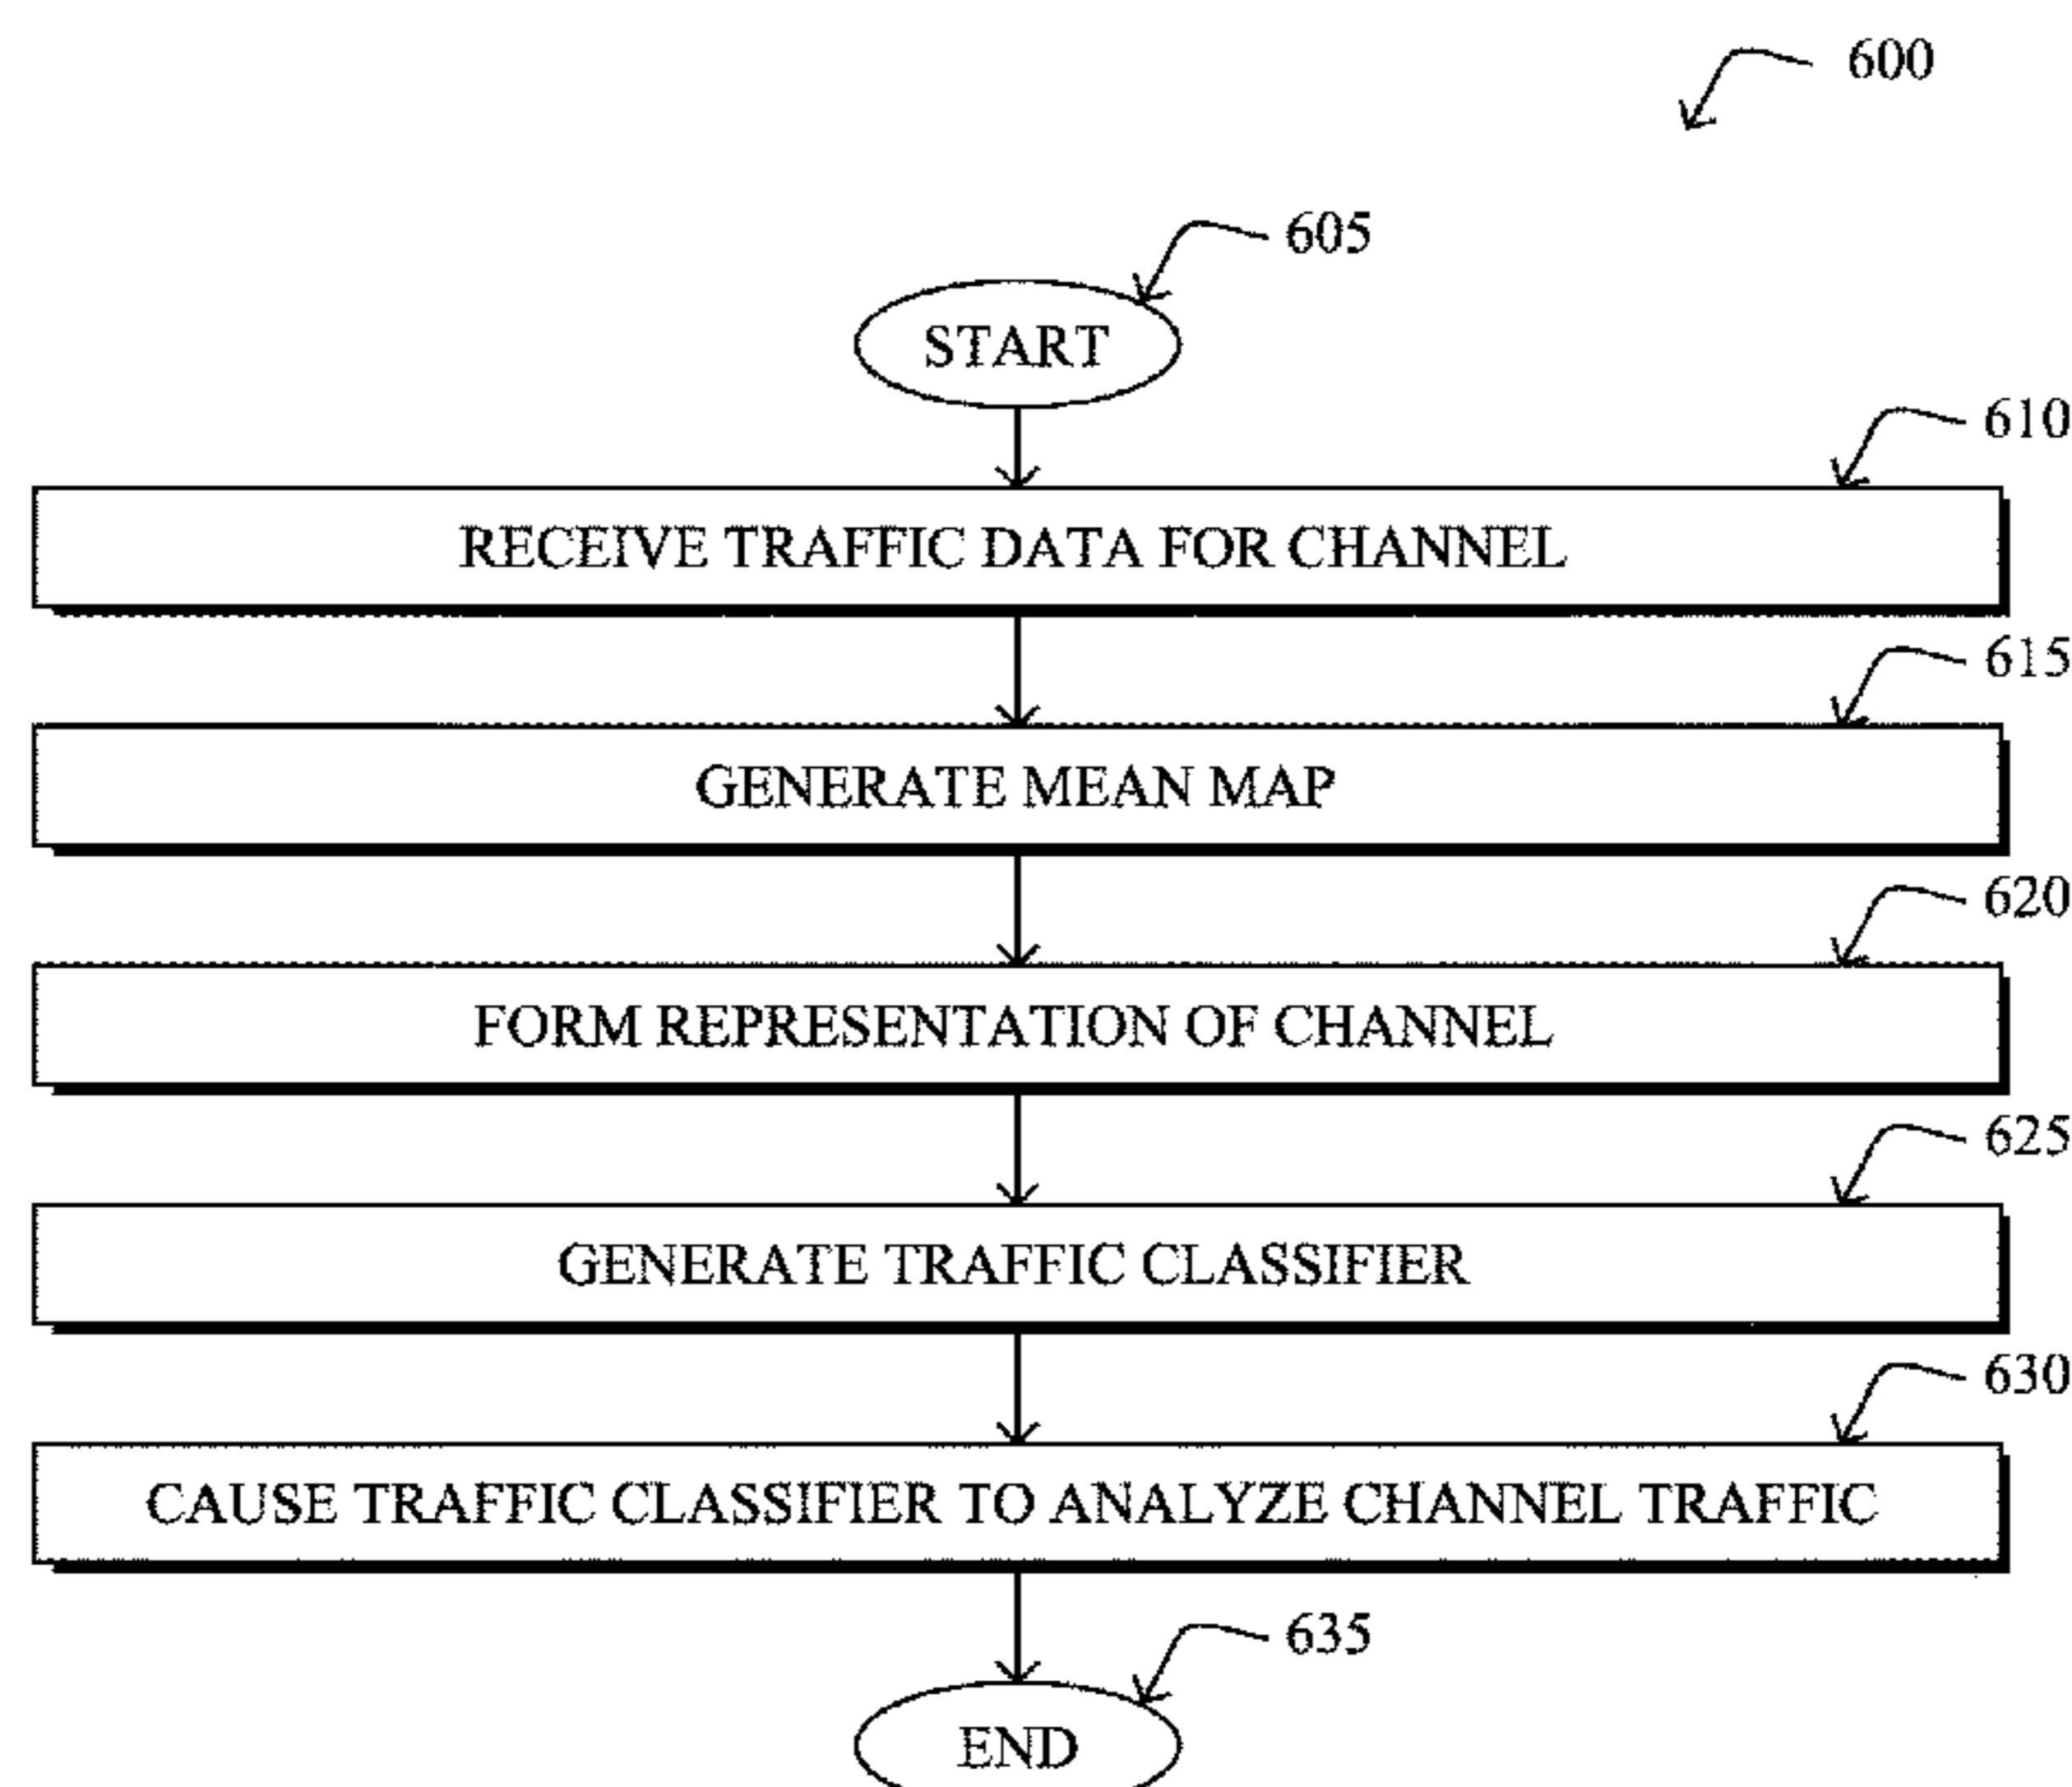 600
605
START
610
RECEIVE TRAFFIC DATA FOR CHANNEL
615
GENERATE MEAN MAP
620
FORM REPRESENTATION OF CHANNEL
625
GENERATE TRAFFIC CLASSIFIER
630
CAUSE TRAFFIC CLASSIFIER TO ANALYZE CHANNEL TRAFFIC
635
END